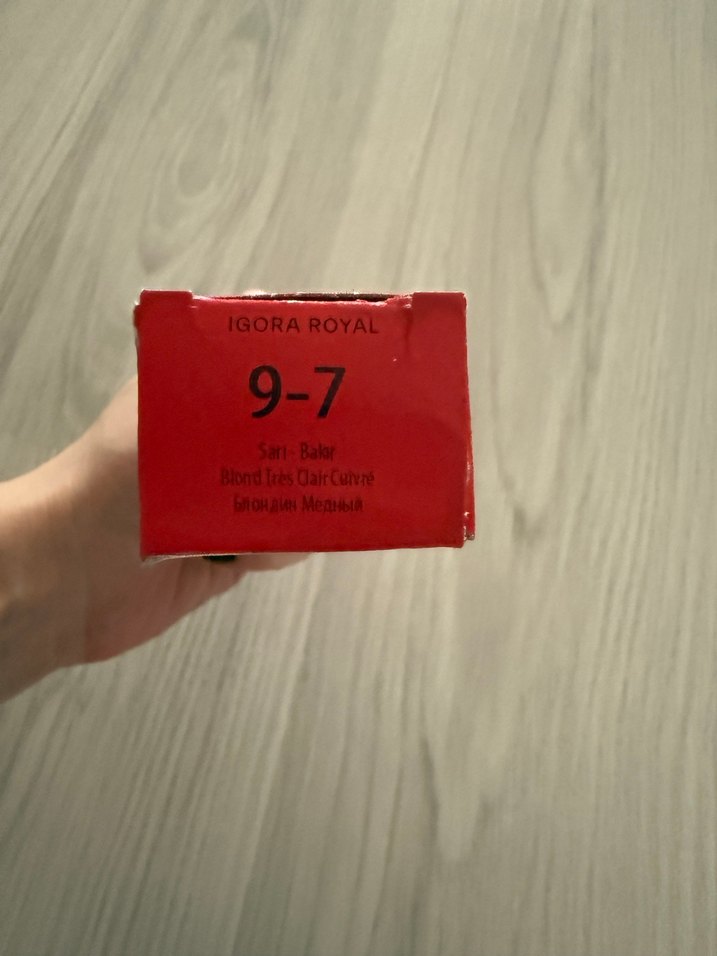 IGORA ROYAL
9-7
Sarı - Bakır
Blond Très Clair Cuivré
Блондин Медный